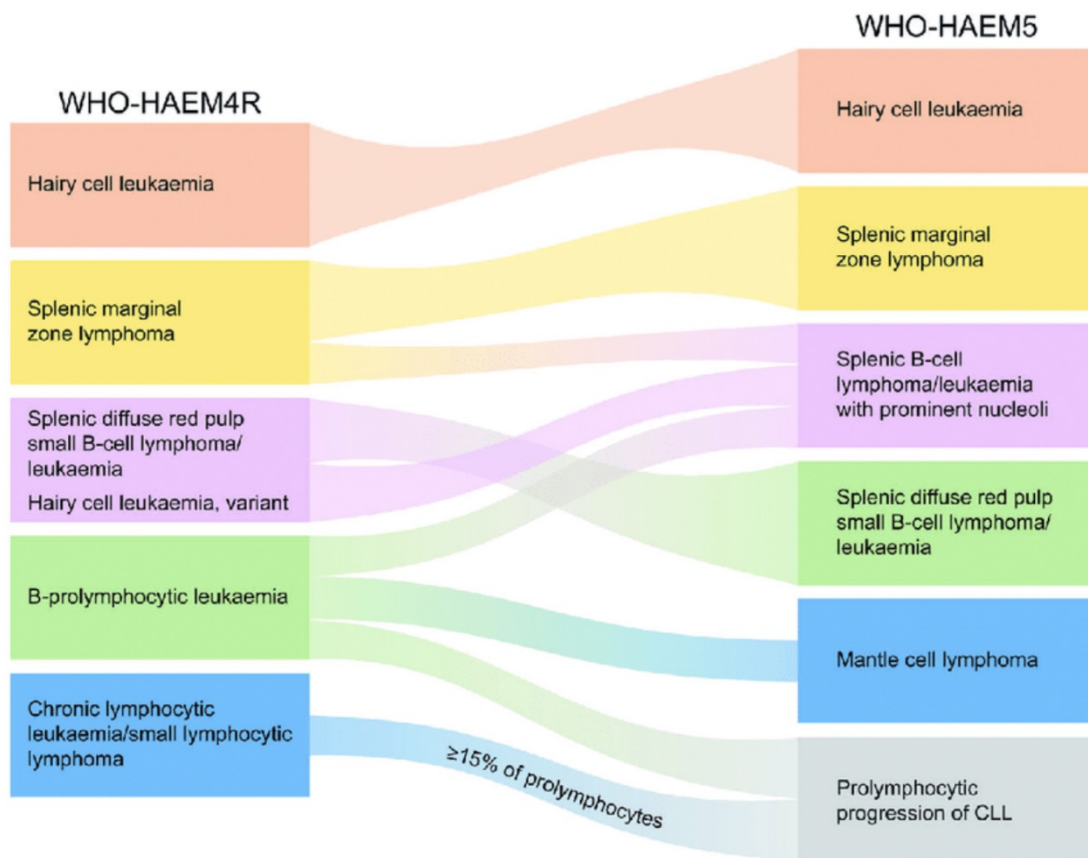 WHO-HAEM4R
Hairy cell leukaemia
Splenic marginal
zone lymphoma
Splenic diffuse red pulp
small B-cell lymphoma/
leukaemia
Hairy cell leukaemia, variant
B-prolymphocytic leukaemia
Chronic lymphocytic
leukaemia/small lymphocytic
lymphoma
≥15% of prolymphocytes
WHO-HAEM5
Hairy cell leukaemia
Splenic marginal
zone lymphoma
Splenic B-cell
lymphoma/leukaemia
with prominent nucleoli
Splenic diffuse red pulp
small B-cell lymphoma/
leukaemia
Mantle cell lymphoma
Prolymphocytic
progression of CLL